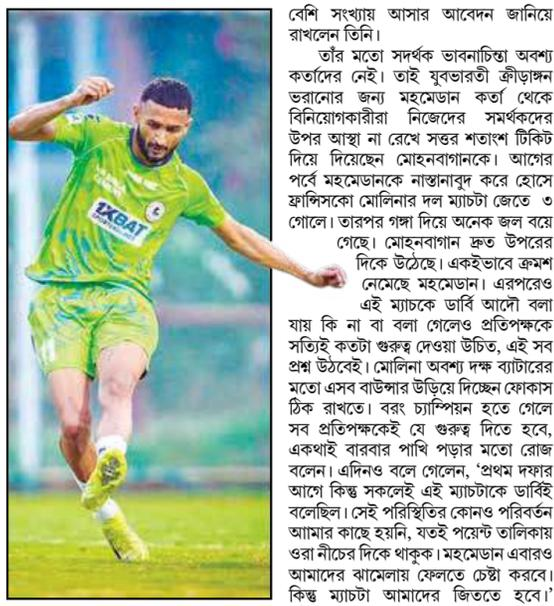 1XBAT
SPORTING LINES
11
বেশি সংখ্যায় আসার আবেদন জানিয়ে
রাখলেন তিনি।
তাঁর মতো সদর্থক ভাবনাচিন্তা অবশ্য
কর্তাদের নেই। তাই যুবভারতী ক্রীড়াঙ্গন
ভরানোর জন্য মহমেডান কর্তা থেকে
বিনিয়োগকারীরা নিজেদের সমর্থকদের
উপর আস্থা না রেখে সত্তর শতাংশ টিকিট
দিয়ে দিয়েছেন মোহনবাগানকে। আগের
পর্বে মহমেডানকে নাস্তানাবুদ করে হোসে
ফ্রান্সিসকো মোলিনার দল ম্যাচটা জেতে ৩
গোলে। তারপর গঙ্গা দিয়ে অনেক জল বয়ে
গেছে। মোহনবাগান দ্রুত উপরের
দিকে উঠেছে। একইভাবে ক্রমশ
নেমেছে মহমেডান। এরপরেও
এই ম্যাচকে ডার্বি আদৌ বলা
যায় কি না বা বলা গেলেও প্রতিপক্ষকে
সত্যিই কতটা গুরুত্ব দেওয়া উচিত, এই সব
প্রশ্ন উঠবেই। মোলিনা অবশ্য দক্ষ ব্যাটারের
মতো এসব বাউন্সার উড়িয়ে দিচ্ছেন ফোকাস
ঠিক রাখতে। বরং চ্যাম্পিয়ন হতে গেলে
সব প্রতিপক্ষকেই যে গুরুত্ব দিতে হবে,
একথাই বারবার পাখি পড়ার মতো রোজ
বলেন। এদিনও বলে গেলেন, ‘প্রথম দফার
আগে কিন্তু সকলেই এই ম্যাচটাকে ডার্বিই
বলেছিল। সেই পরিস্থিতির কোনও পরিবর্তন
আমার কাছে হয়নি, যতই পয়েন্ট তালিকায়
ওরা নীচের দিকে থাকুক। মহমেডান এবারও
আমাদের ঝামেলায় ফেলতে চেষ্টা করবে।
কিন্তু ম্যাচটা আমাদের জিততে হবে।’